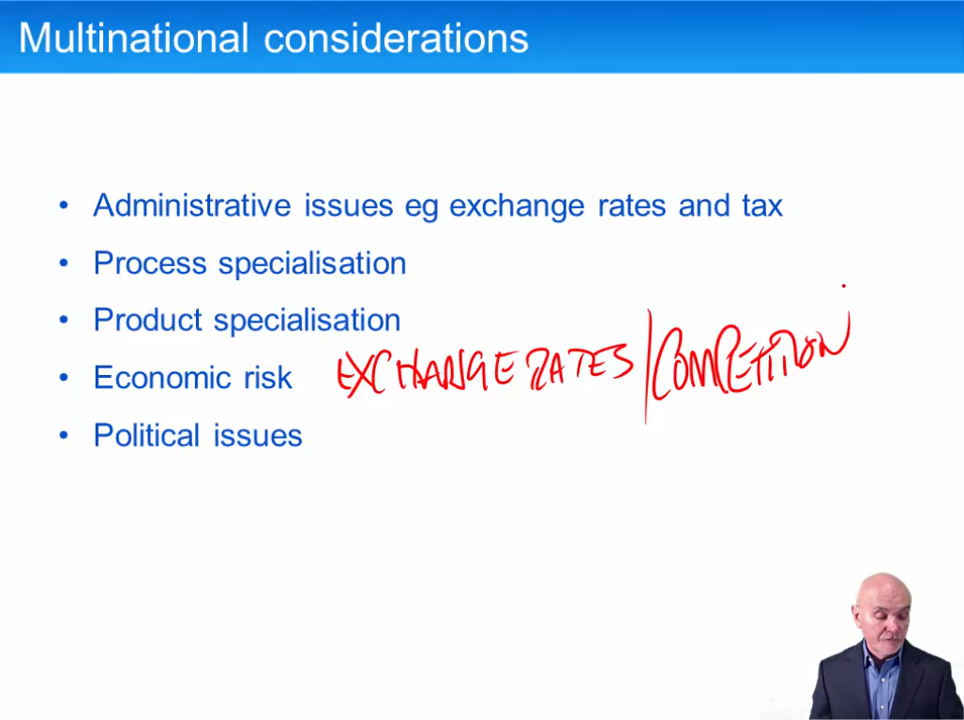 Multinational considerations
• Administrative issues eg exchange rates and tax
• Process specialisation
• Product specialisation
• Economic risk EXCHANGE RATES / COMPETITION
• Political issues